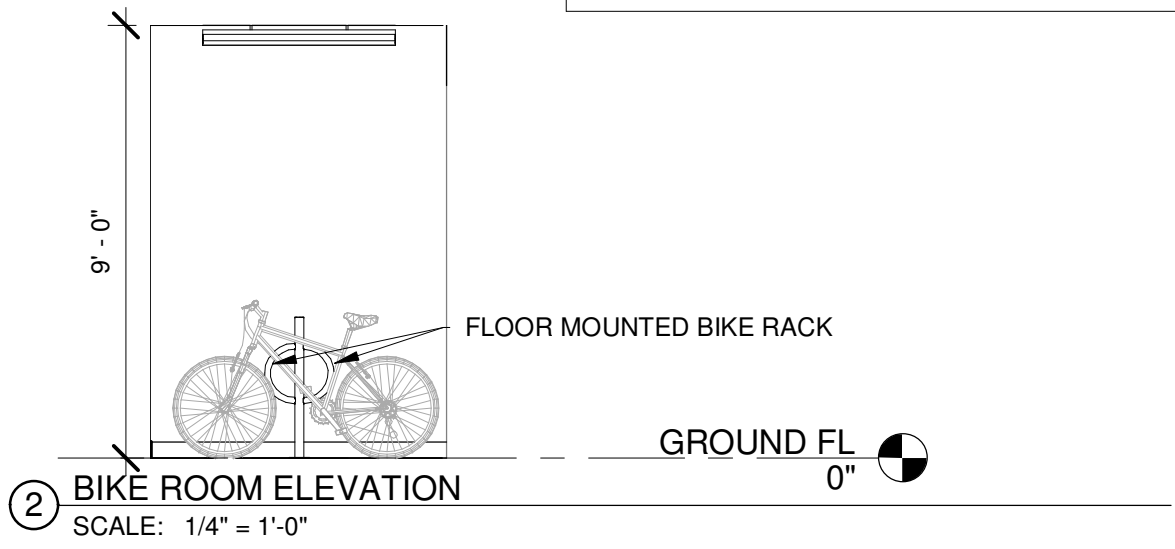 9' - 0"
FLOOR MOUNTED BIKE RACK
GROUND FL
0"
2
BIKE ROOM ELEVATION
SCALE: 1/4" = 1'-0"